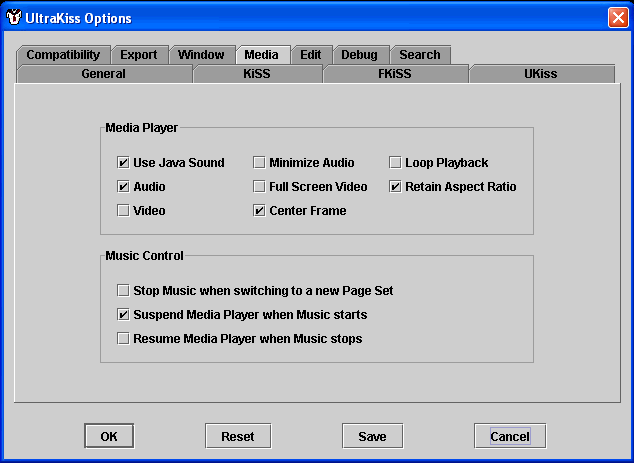 UltraKiss Options
Compatibility Export Window Media Edit Debug Search
General KiSS FKiSS UKiss
Media Player
Use Java Sound Minimize Audio Loop Playback
Audio Full Screen Video Retain Aspect Ratio
Video Center Frame
Music Control
Stop Music when switching to a new Page Set
Suspend Media Player when Music starts
Resume Media Player when Music stops
OK Reset Save Cancel